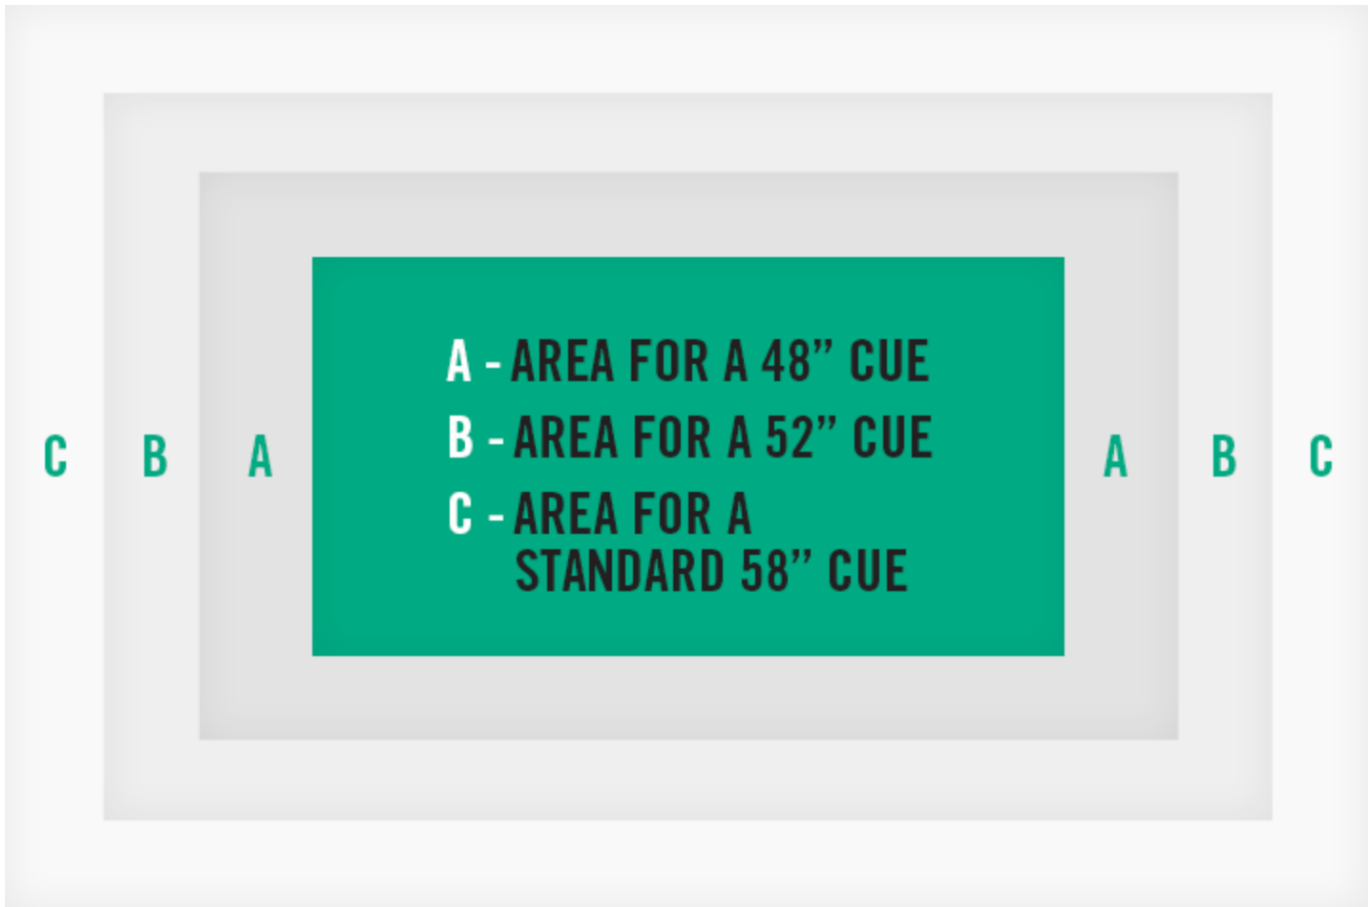 A - AREA FOR A 48” CUE
B - AREA FOR A 52” CUE
C B A A B C
C - AREA FOR A
STANDARD 58” CUE